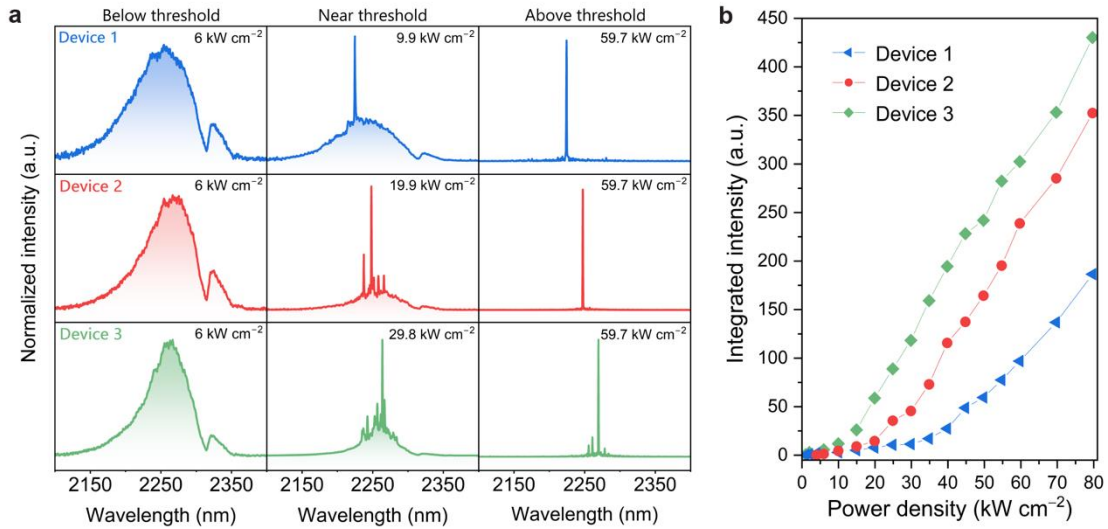 a
Below threshold Near threshold Above threshold
Device 1 6 kW cm⁻² 9.9 kW cm⁻² 59.7 kW cm⁻²
Device 2 6 kW cm⁻² 19.9 kW cm⁻² 59.7 kW cm⁻²
Device 3 6 kW cm⁻² 29.8 kW cm⁻² 59.7 kW cm⁻²
Normalized intensity (a.u.)
2150 2250 2350 2150 2250 2350 2150 2250 2350
Wavelength (nm) Wavelength (nm) Wavelength (nm)
b
450
400
350
300
250
200
150
100
50
0
Integrated intensity (a.u.)
Device 1
Device 2
Device 3
0 10 20 30 40 50 60 70 80
Power density (kW cm⁻²)